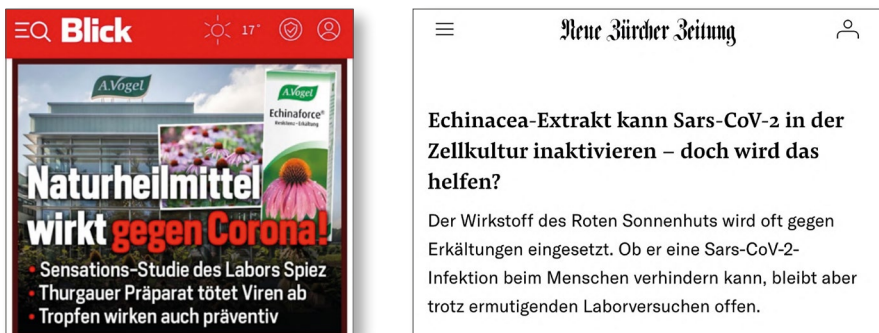 Blick
17°
A.Vogel
A.Vogel
Echinaforce®
Resistenz - Erkältung
Naturheilmittel
wirkt gegen Corona!
• Sensations-Studie des Labors Spiez
• Thurgauer Präparat tötet Viren ab
• Tropfen wirken auch präventiv
Neue Zürcher Zeitung
Echinacea-Extrakt kann Sars-CoV-2 in der
Zellkultur inaktivieren – doch wird das
helfen?
Der Wirkstoff des Roten Sonnenhuts wird oft gegen
Erkältungen eingesetzt. Ob er eine Sars-CoV-2-
Infektion beim Menschen verhindern kann, bleibt aber
trotz ermutigenden Laborversuchen offen.